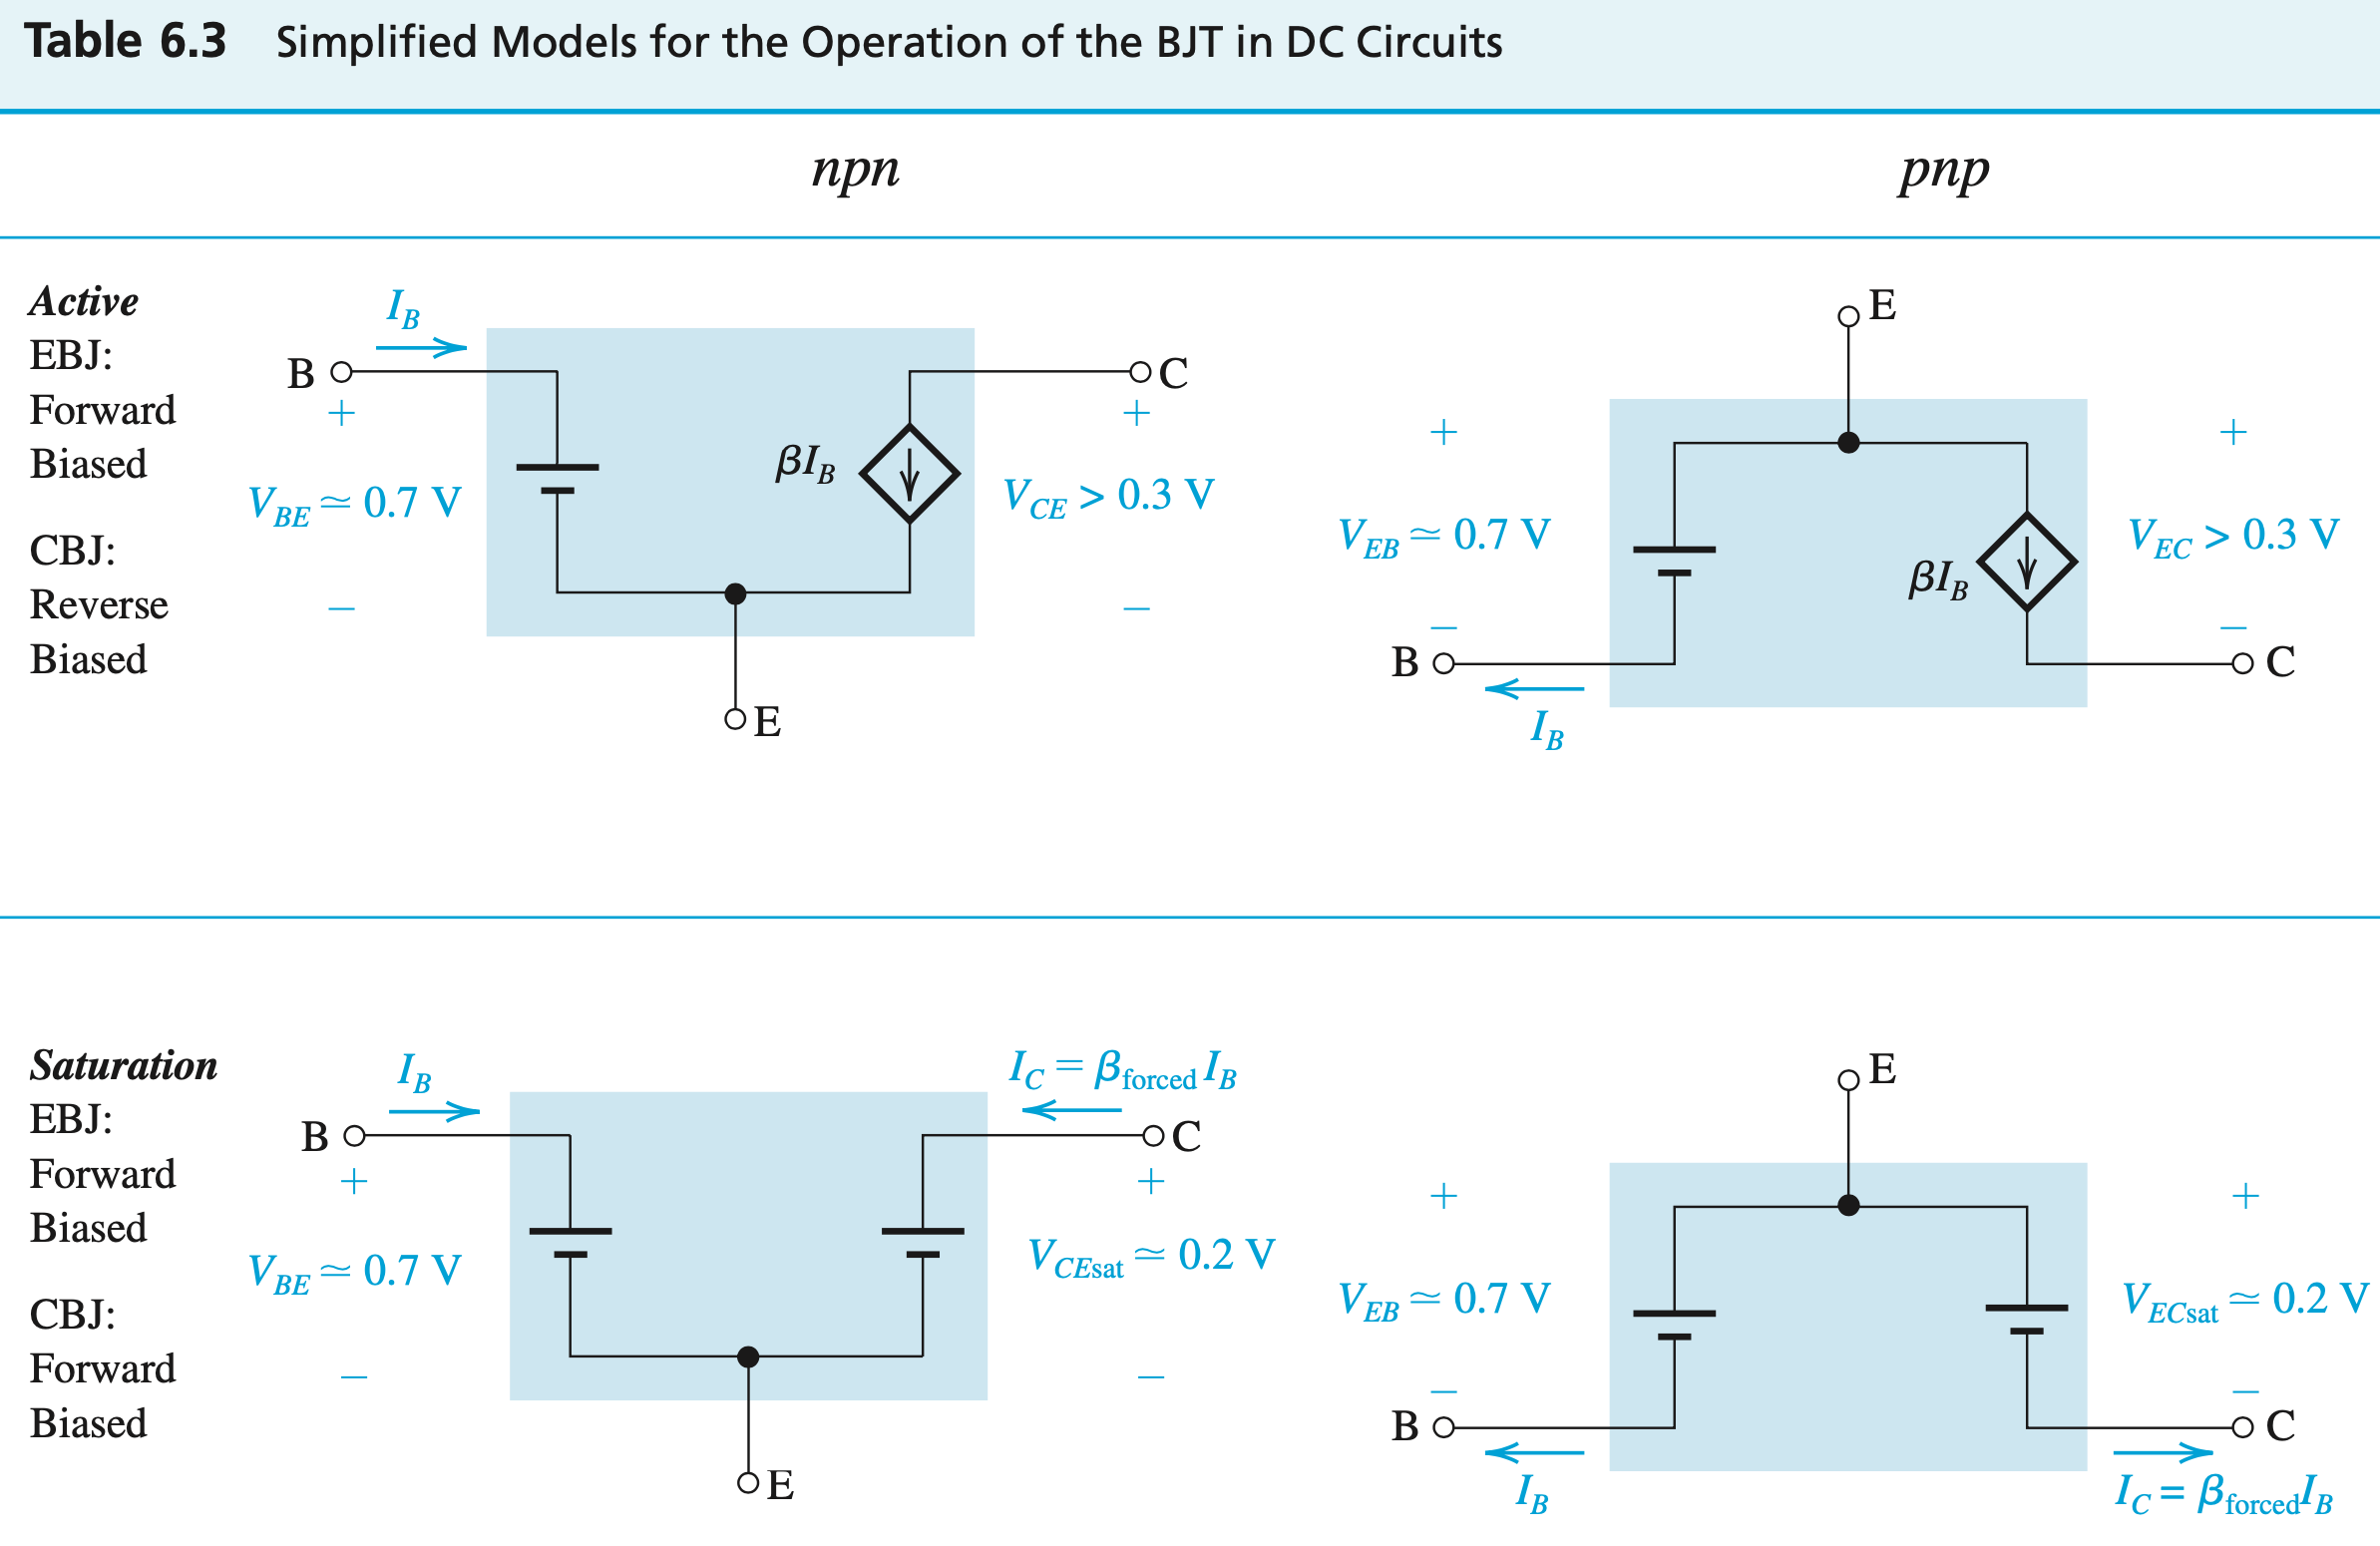 Table 6.3 Simplified Models for the Operation of the BJT in DC Circuits
npn
pnp
Active
EBJ:
Forward
Biased
CBJ:
Reverse
Biased
I_B
B
C
+
+
V_BE ≃ 0.7 V
βI_B
V_CE > 0.3 V
−
−
E
E
+
+
V_EB ≃ 0.7 V
βI_B
V_EC > 0.3 V
−
−
B
C
I_B
Saturation
EBJ:
Forward
Biased
CBJ:
Forward
Biased
I_B
I_C = β_forced I_B
B
C
+
+
V_BE ≃ 0.7 V
V_CEsat ≃ 0.2 V
−
−
E
E
+
+
V_EB ≃ 0.7 V
V_ECsat ≃ 0.2 V
−
−
B
C
I_B
I_C = β_forced I_B